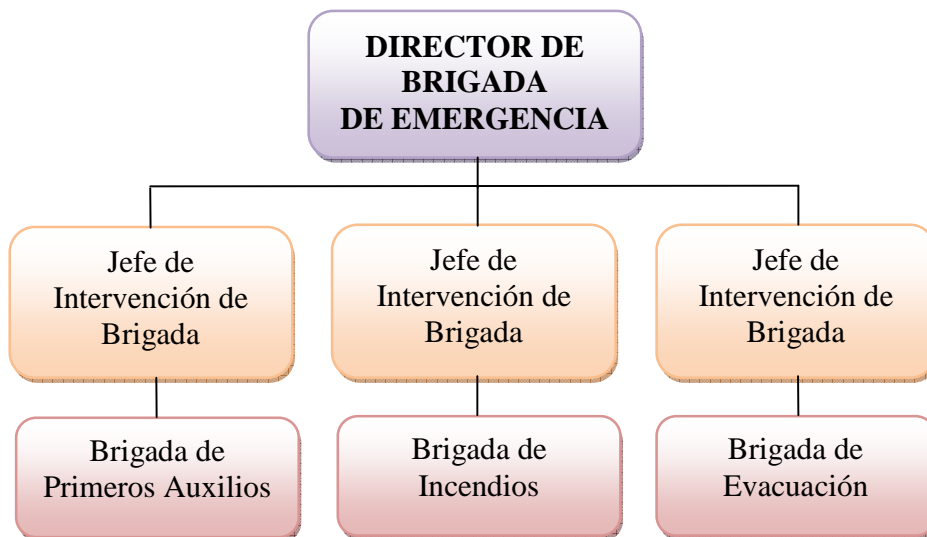 DIRECTOR DE
BRIGADA
DE EMERGENCIA
Jefe de
Intervención de
Brigada
Jefe de
Intervención de
Brigada
Jefe de
Intervención de
Brigada
Brigada de
Primeros Auxilios
Brigada de
Incendios
Brigada de
Evacuación